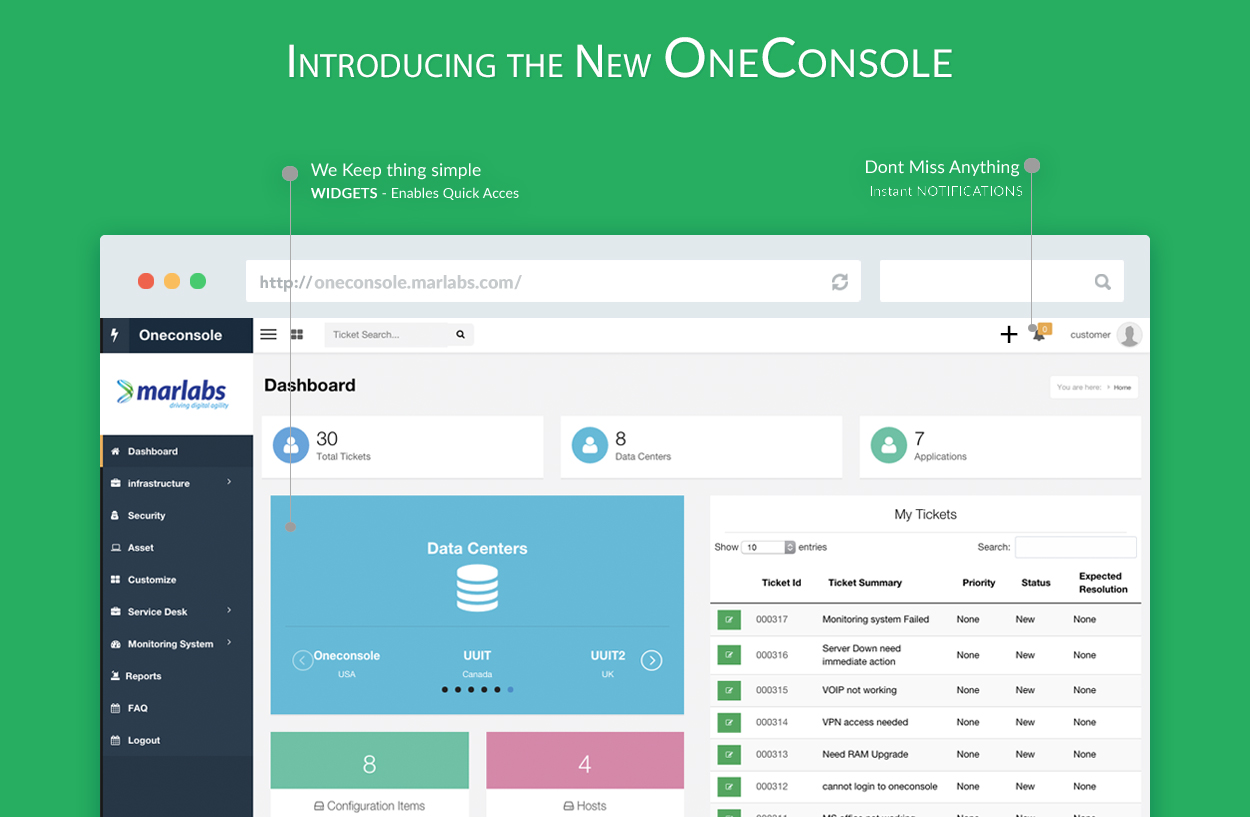 Introducing the New OneConsole
We Keep thing simple
WIDGETS - Enables Quick Acces
Dont Miss Anything
Instant NOTIFICATIONS
http://oneconsole.marlabs.com/
Oneconsole
Ticket Search...
0
customer
marlabs
driving digital agility
Dashboard
You are here: › Home
Dashboard
infrastructure
Security
Asset
Customize
Service Desk
Monitoring System
Reports
FAQ
Logout
30
Total Tickets
8
Data Centers
7
Applications
Data Centers
Oneconsole UUIT UUIT2
USA Canada UK
8
Configuration Items
4
Hosts
My Tickets
Show 10 entries Search:
Ticket Id Ticket Summary Priority Status Expected
Resolution
000317 Monitoring system Failed None New None
000316 Server Down need
immediate action None New None
000315 VOIP not working None New None
000314 VPN access needed None New None
000313 Need RAM Upgrade None New None
000312 cannot login to oneconsole None New None